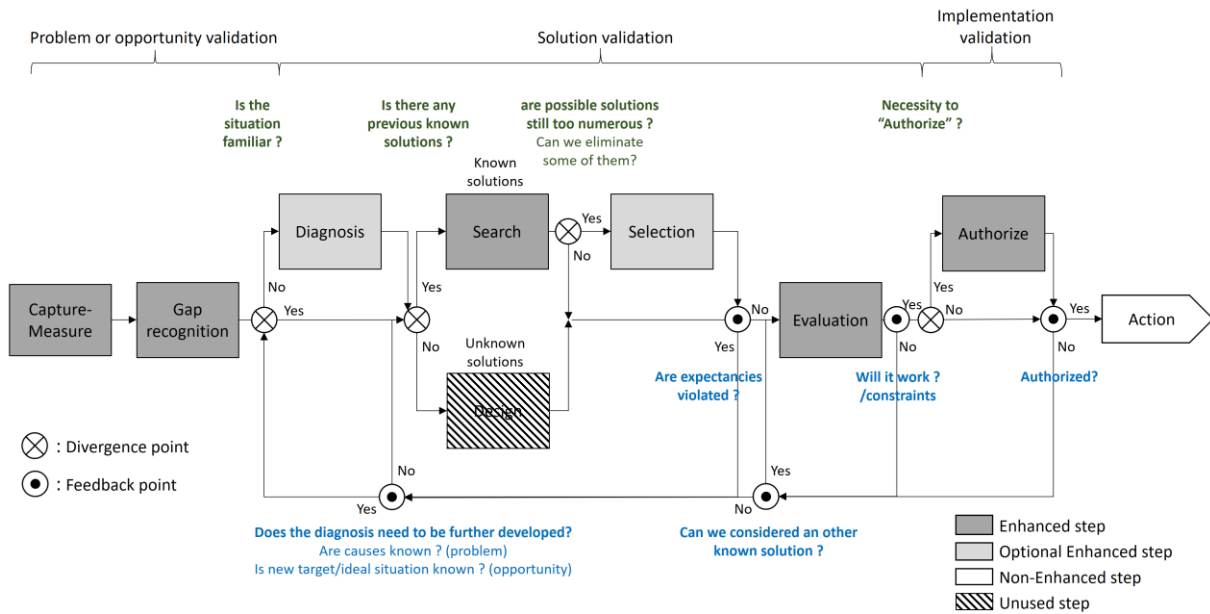 Problem or opportunity validation
Solution validation
Implementation
validation
Is the
situation
familiar ?
Is there any
previous known
solutions ?
are possible solutions
still too numerous ?
Can we eliminate
some of them?
Necessity to
“Authorize” ?
Known
solutions
Diagnosis
Search
Yes
Selection
Authorize
No
No
Yes
No
Yes
Capture-
Measure
Gap
recognition
Yes
No
Unknown
solutions
Design
No
Yes
Evaluation
Yes
No
No
Yes
No
Action
Are expectancies
violated ?
Will it work ?
/constraints
Authorized?
: Divergence point
: Feedback point
No
Yes
Yes
No
Does the diagnosis need to be further developed?
Are causes known ? (problem)
Is new target/ideal situation known ? (opportunity)
Can we considered an other
known solution ?
Enhanced step
Optional Enhanced step
Non-Enhanced step
Unused step